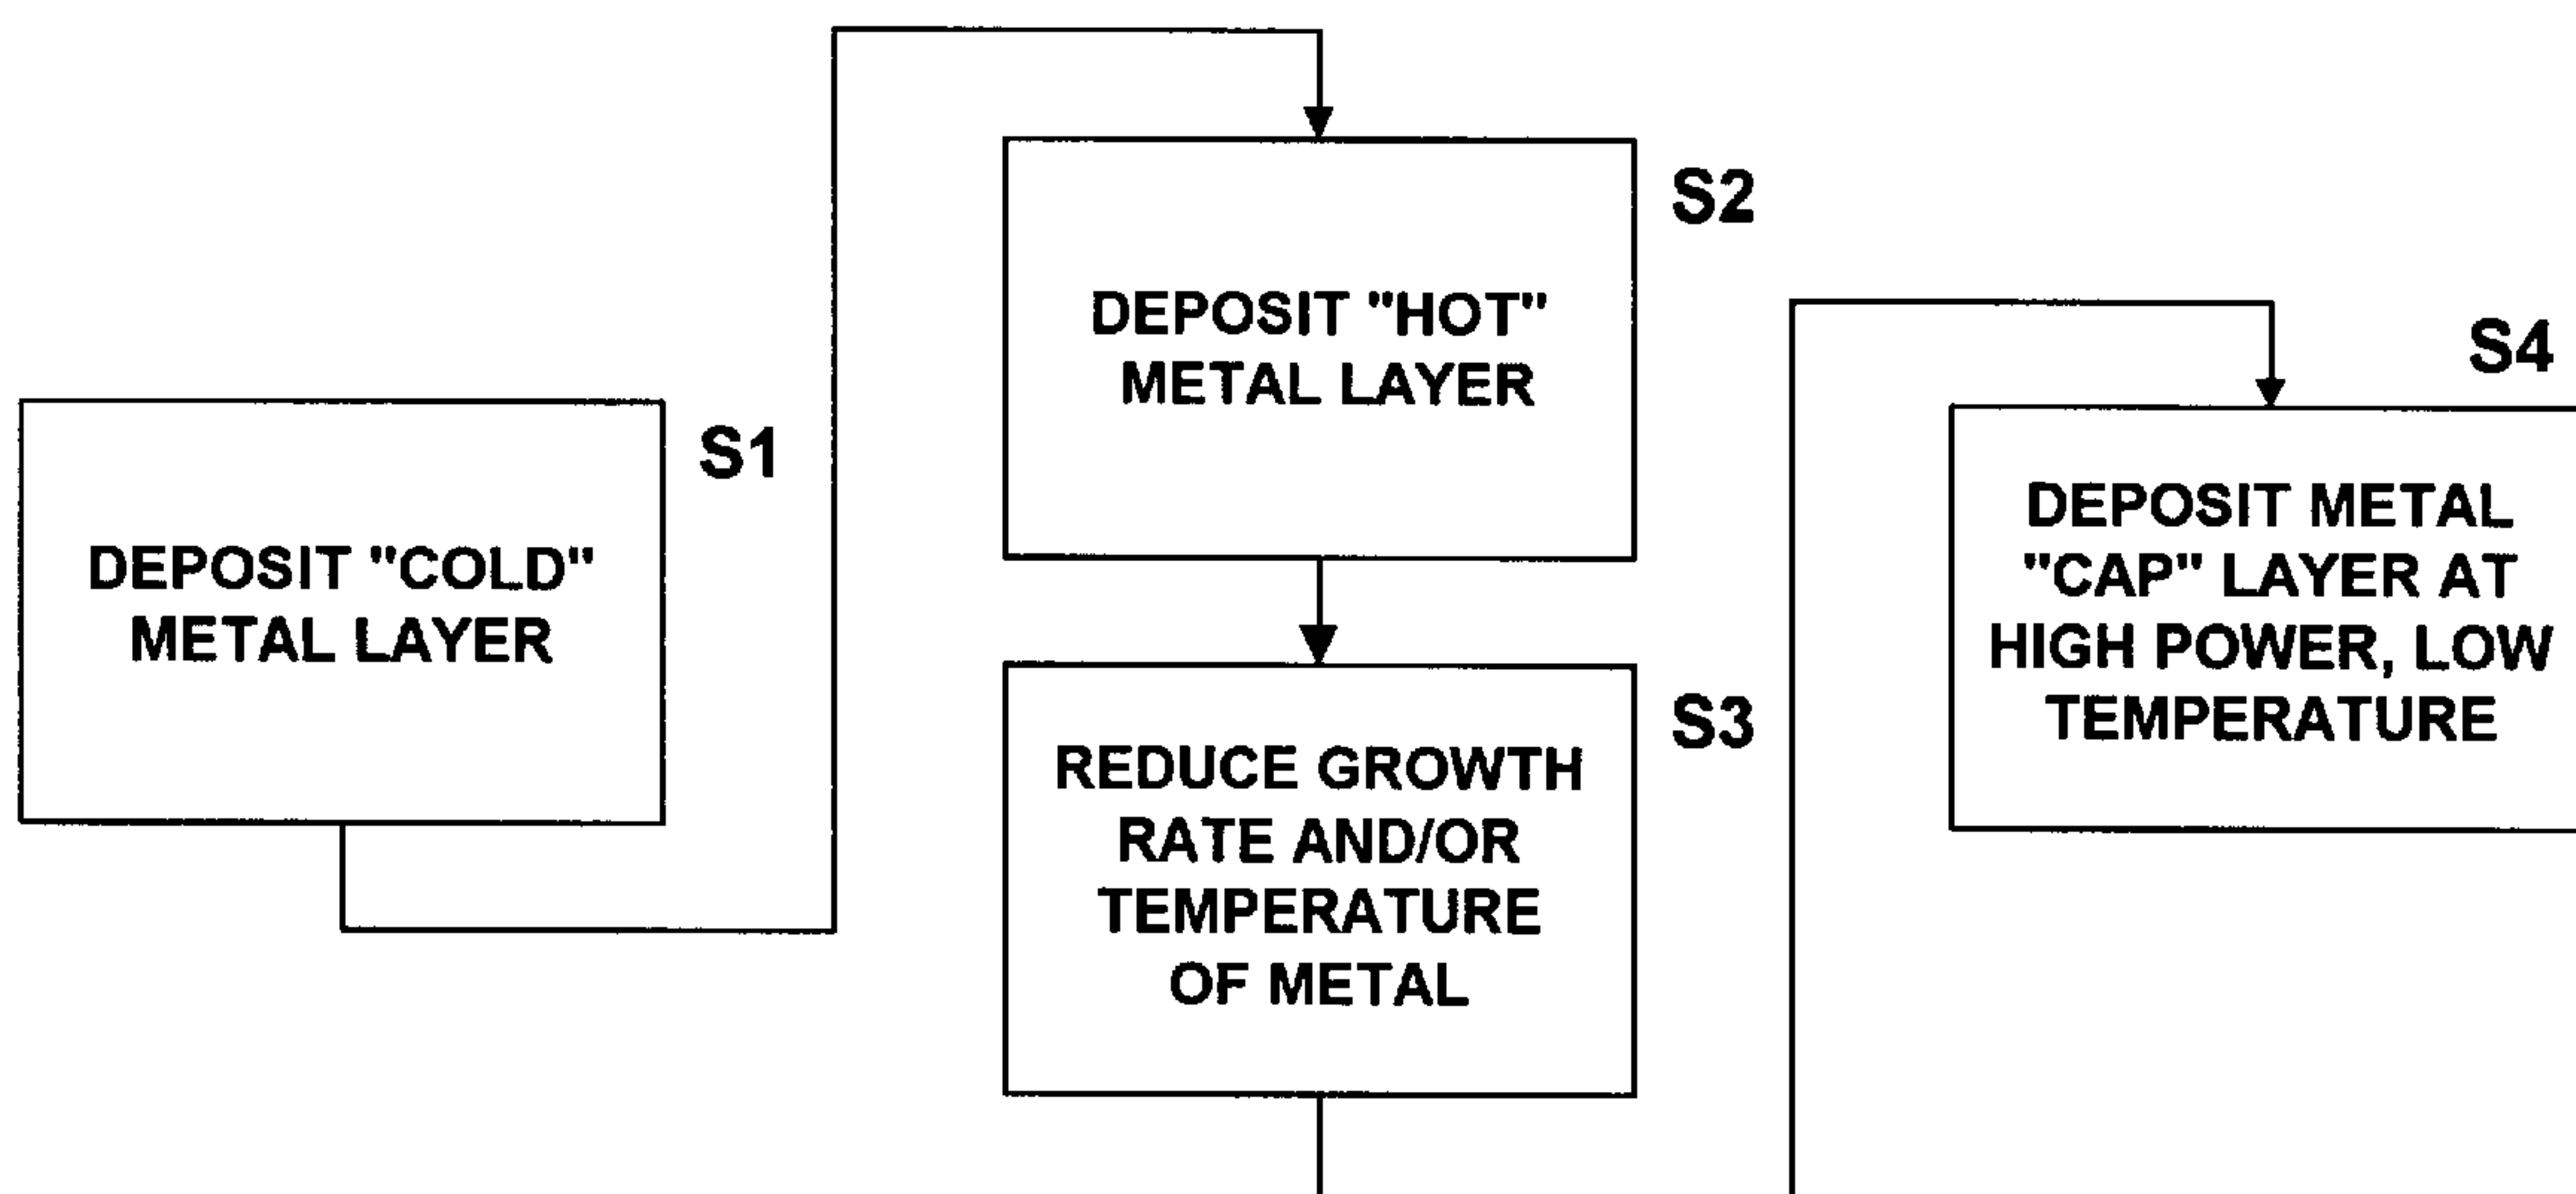 S1
DEPOSIT "COLD"
METAL LAYER
S2
DEPOSIT "HOT"
METAL LAYER
S3
REDUCE GROWTH
RATE AND/OR
TEMPERATURE
OF METAL
S4
DEPOSIT METAL
"CAP" LAYER AT
HIGH POWER, LOW
TEMPERATURE